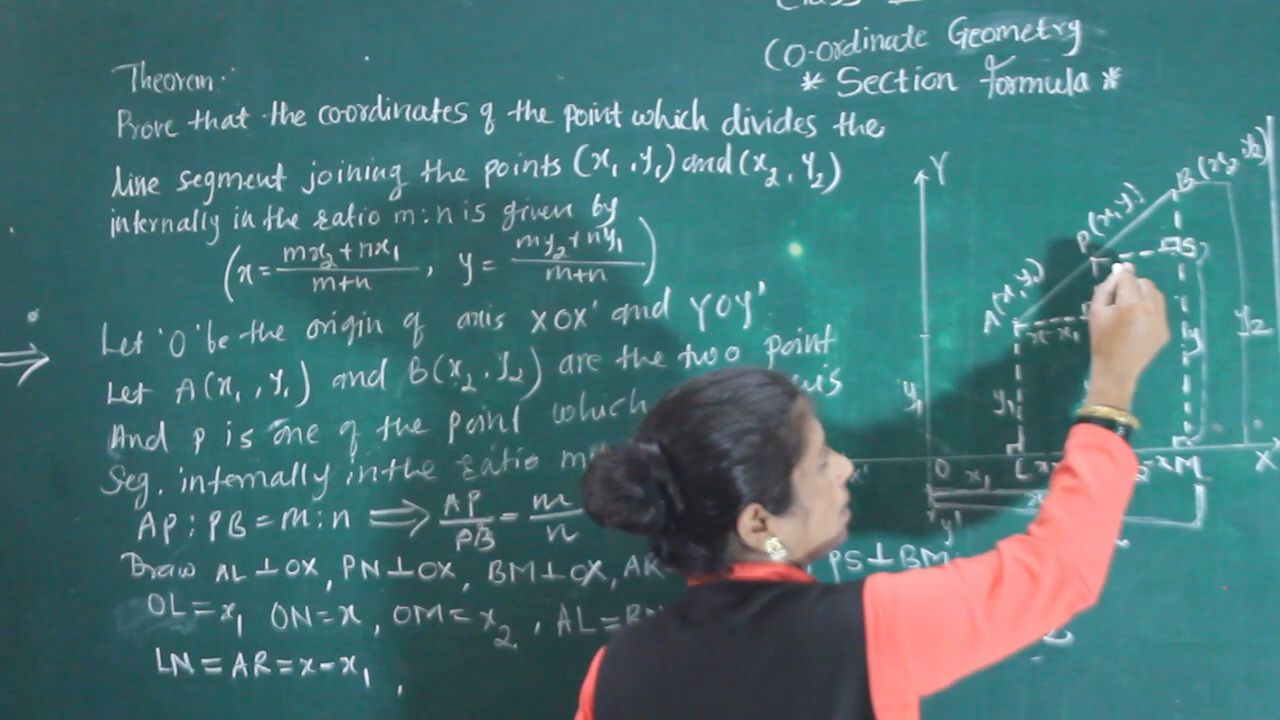 Co-ordinate Geometry
* Section formula *
Theorem.
Prove that the coordinates of the point which divides the
line segment joining the points (x₁, y₁) and (x₂, y₂)
internally in the ratio m:n is given by
(x = mx₂+nx₁/m+n, y = my₂+ny₁/m+n)
Let 'O' be the origin of axis XOX' and YOY'
Let A(x₁, y₁) and B(x₂, y₂) are the two point
And P is one of the point which
Seg. internally in the ratio m
AP:PB = m:n ⟹ AP/PB = m/n
Draw AL⊥OX, PN⊥OX, BM⊥OX, AR PS⊥BM
OL=x₁ ON=x, OM=x₂, AL=
LN=AR=x-x₁,
Y
B(x₂, y₂)
P(x, y)
S
A(x₁, y₁)
x-x₁
y₂
y
y₁
y₁
O x₁ L M X
y'